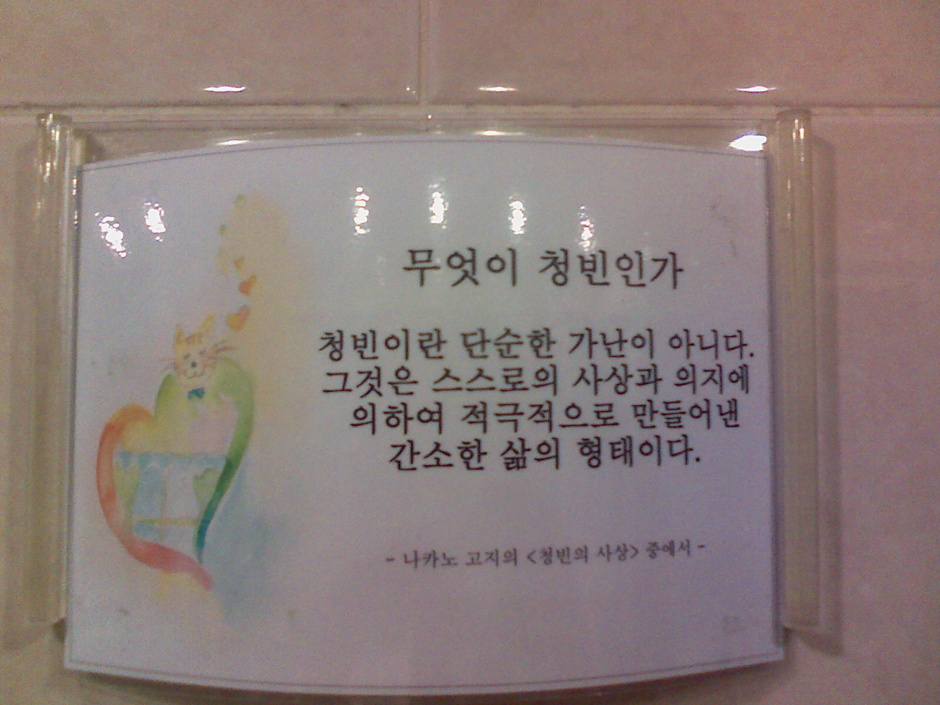 무엇이 청빈인가
청빈이란 단순한 가난이 아니다.
그것은 스스로의 사상과 의지에
의하여 적극적으로 만들어낸
간소한 삶의 형태이다.
- 나카노 고지의 <청빈의 사상> 중에서 -